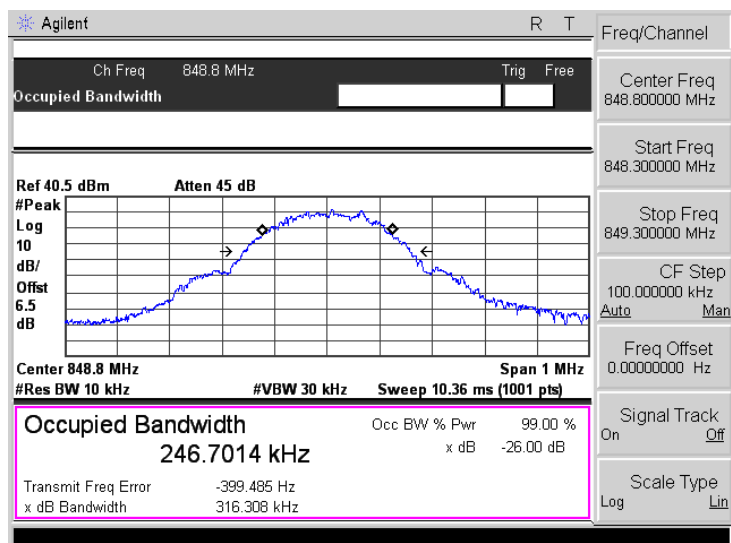 Agilent R T
Freq/Channel
Ch Freq 848.8 MHz Trig Free
Occupied Bandwidth
Center Freq
848.800000 MHz
Start Freq
848.300000 MHz
Stop Freq
849.300000 MHz
CF Step
100.000000 kHz
Auto Man
Freq Offset
0.00000000 Hz
Signal Track
On Off
Scale Type
Log Lin
Ref 40.5 dBm Atten 45 dB
#Peak
Log
10
dB/
Offst
6.5
dB
Center 848.8 MHz Span 1 MHz
#Res BW 10 kHz #VBW 30 kHz Sweep 10.36 ms (1001 pts)
Occupied Bandwidth Occ BW % Pwr 99.00 %
246.7014 kHz x dB -26.00 dB
Transmit Freq Error -399.485 Hz
x dB Bandwidth 316.308 kHz